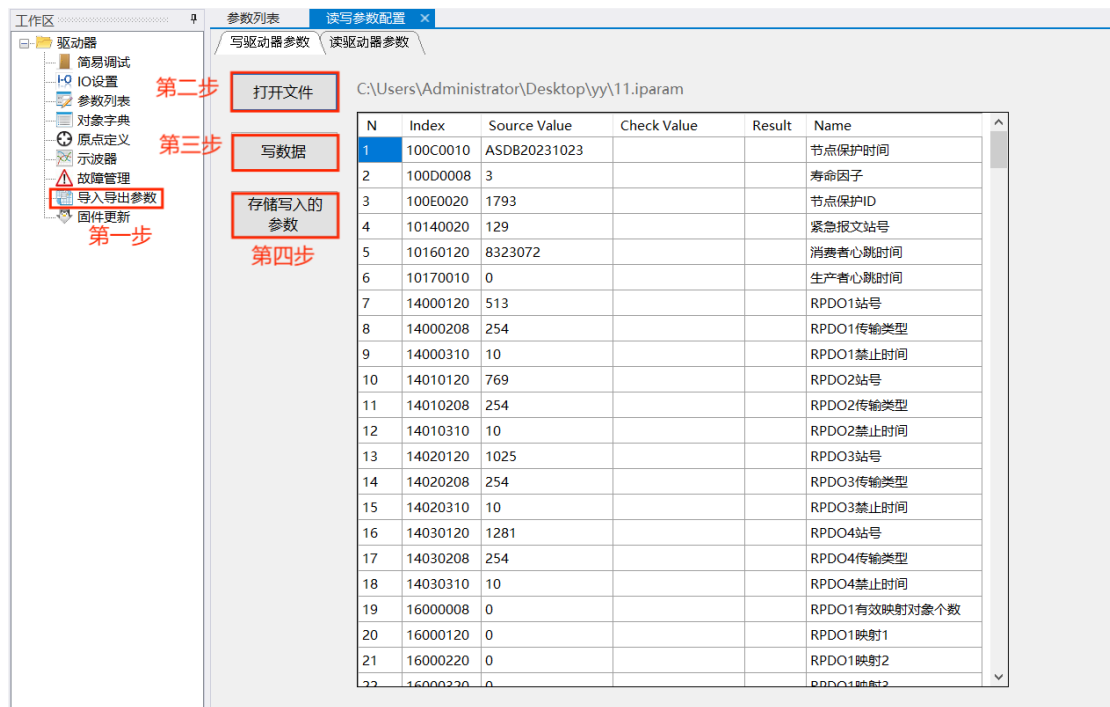 工作区
驱动器
简易调试
IO设置
参数列表
对象字典
原点定义
示波器
故障管理
导入导出参数
固件更新
第一步
参数列表 读写参数配置
写驱动器参数 读驱动器参数
第二步
打开文件
C:\Users\Administrator\Desktop\yy\11.iparam
第三步
写数据
存储写入的
参数
第四步
N Index Source Value Check Value Result Name
1 100C0010 ASDB20231023 节点保护时间
2 100D0008 3 寿命因子
3 100E0020 1793 节点保护ID
4 10140020 129 紧急报文站号
5 10160120 8323072 消费者心跳时间
6 10170010 0 生产者心跳时间
7 14000120 513 RPDO1站号
8 14000208 254 RPDO1传输类型
9 14000310 10 RPDO1禁止时间
10 14010120 769 RPDO2站号
11 14010208 254 RPDO2传输类型
12 14010310 10 RPDO2禁止时间
13 14020120 1025 RPDO3站号
14 14020208 254 RPDO3传输类型
15 14020310 10 RPDO3禁止时间
16 14030120 1281 RPDO4站号
17 14030208 254 RPDO4传输类型
18 14030310 10 RPDO4禁止时间
19 16000008 0 RPDO1有效映射对象个数
20 16000120 0 RPDO1映射1
21 16000220 0 RPDO1映射2
22 16000320 0 RPDO1映射3